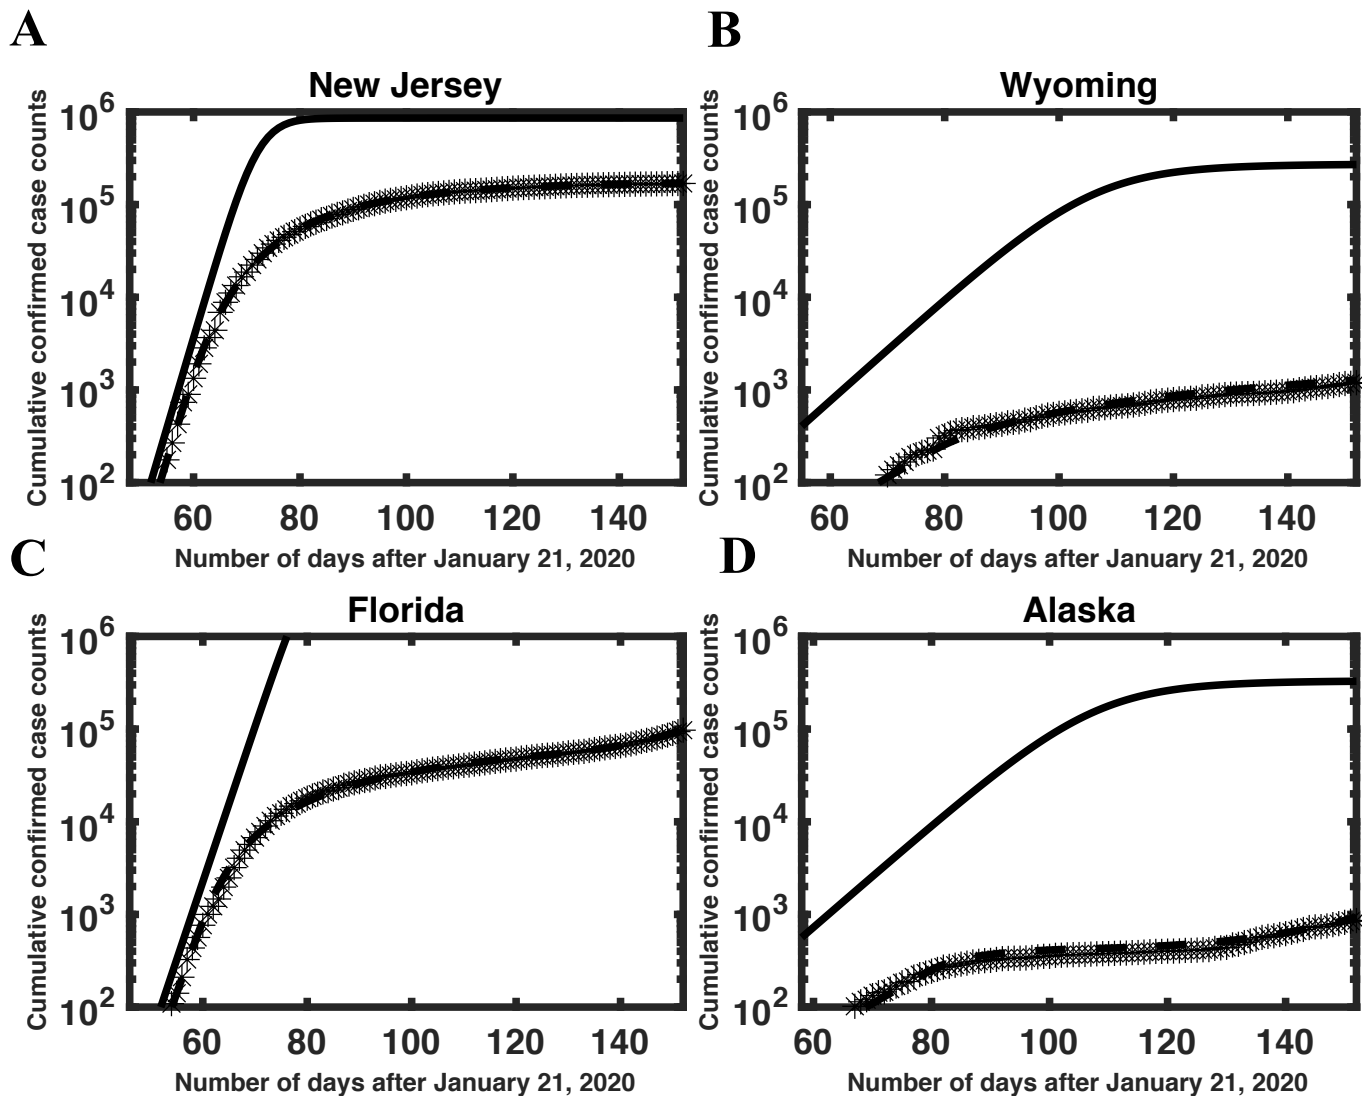 A
New Jersey
Cumulative confirmed case counts
10^6
10^5
10^4
10^3
10^2
60 80 100 120 140
Number of days after January 21, 2020
B
Wyoming
Cumulative confirmed case counts
10^6
10^5
10^4
10^3
10^2
60 80 100 120 140
Number of days after January 21, 2020
C
Florida
Cumulative confirmed case counts
10^6
10^5
10^4
10^3
10^2
60 80 100 120 140
Number of days after January 21, 2020
D
Alaska
Cumulative confirmed case counts
10^6
10^5
10^4
10^3
10^2
60 80 100 120 140
Number of days after January 21, 2020